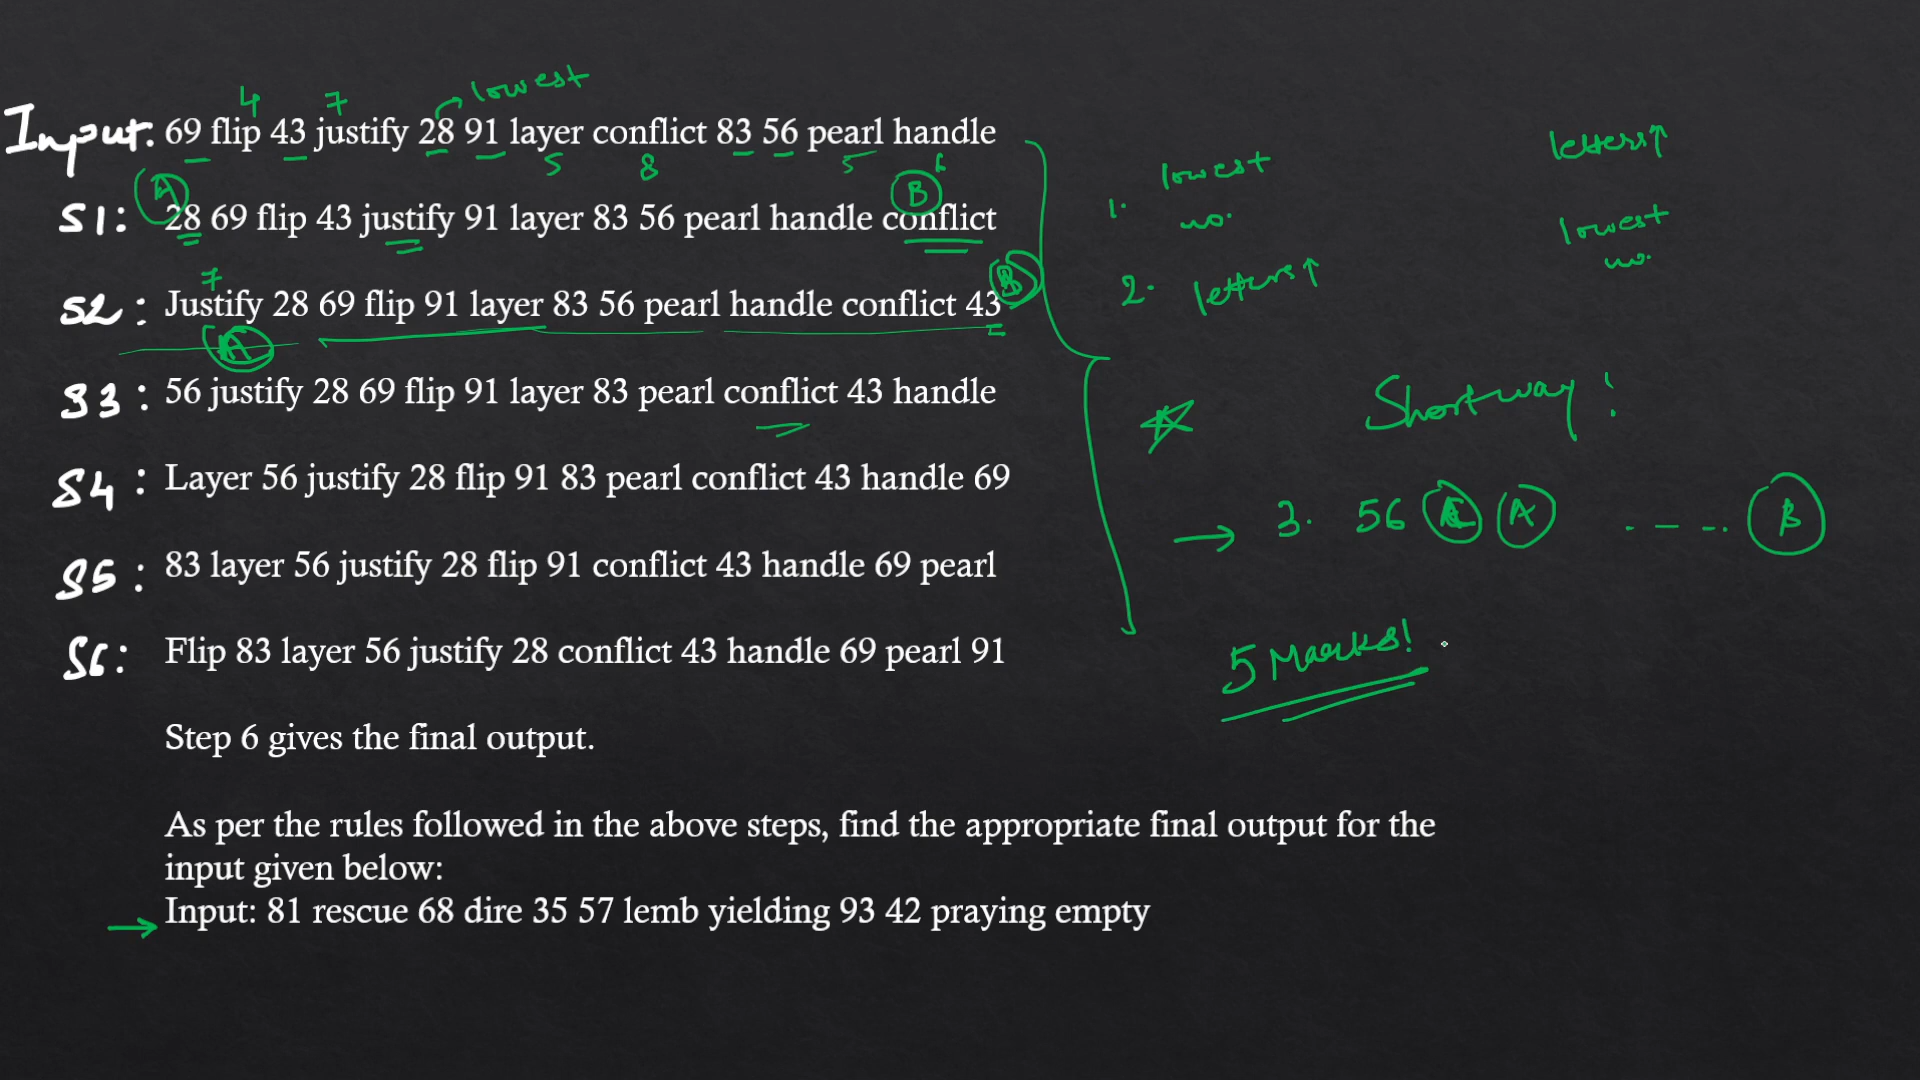 4 7 lowest
Input: 69 flip 43 justify 28 91 layer conflict 83 56 pearl handle
5 8 5 6
A B
S1: 28 69 flip 43 justify 91 layer 83 56 pearl handle conflict
7 B
S2: Justify 28 69 flip 91 layer 83 56 pearl handle conflict 43
A
S3: 56 justify 28 69 flip 91 layer 83 pearl conflict 43 handle
S4: Layer 56 justify 28 flip 91 83 pearl conflict 43 handle 69
S5: 83 layer 56 justify 28 flip 91 conflict 43 handle 69 pearl
S6: Flip 83 layer 56 justify 28 conflict 43 handle 69 pearl 91
Step 6 gives the final output.
As per the rules followed in the above steps, find the appropriate final output for the
input given below:
Input: 81 rescue 68 dire 35 57 lemb yielding 93 42 praying empty
1. lowest
no.
2. letters↑
letters↑
lowest
no.
Shortway!
→ 3. 56 A ----- B
5 Marks!